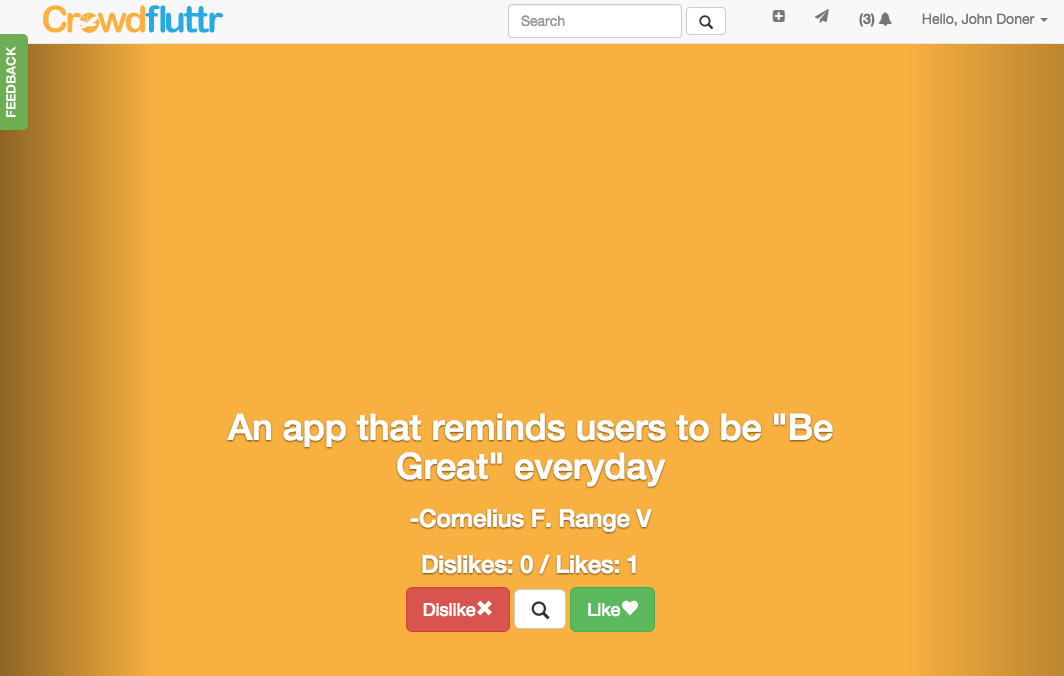 Crowdfluttr
Search
(3)
Hello, John Doner
FEEDBACK
An app that reminds users to be "Be
Great" everyday
-Cornelius F. Range V
Dislikes: 0 / Likes: 1
Dislike
Like